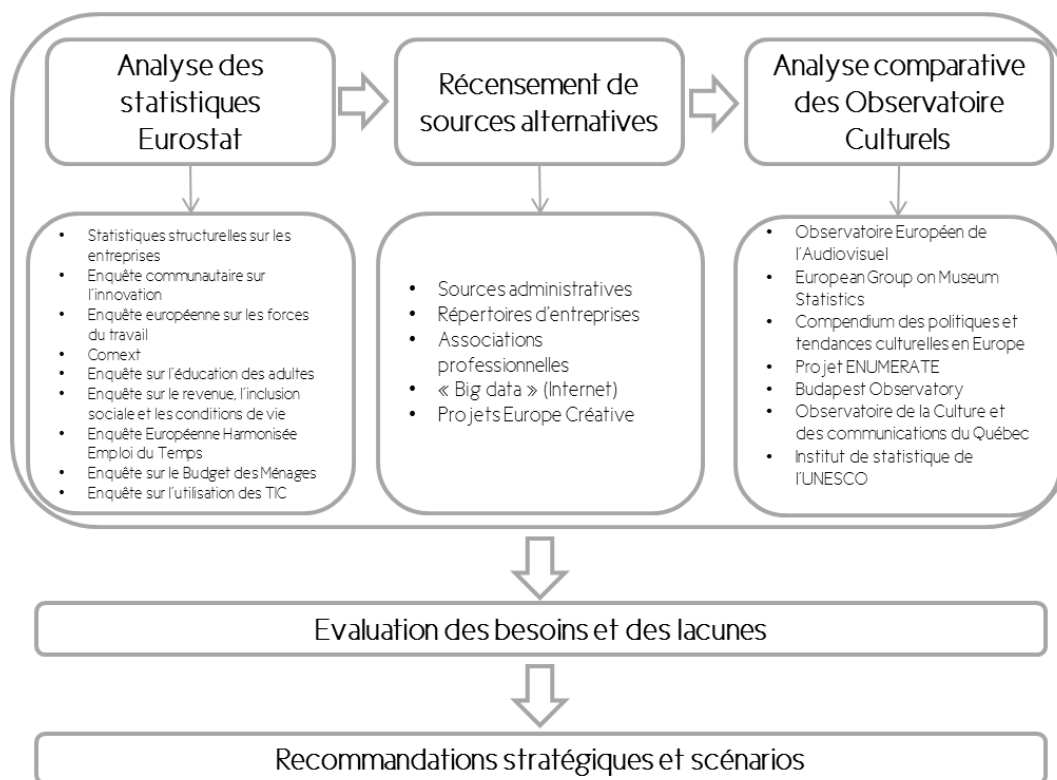 Analyse des
statistiques
Eurostat
Récensement de
sources alternatives
Analyse comparative
des Observatoire
Culturels
• Statistiques structurelles sur les
entreprises
• Enquête communautaire sur
l'innovation
• Enquête européenne sur les forces
du travail
• Comext
• Enquête sur l'éducation des adultes
• Enquête sur le revenue, l'inclusion
sociale et les conditions de vie
• Enquête Européenne Harmonisée
Emploi du Temps
• Enquête sur le Budget des Ménages
• Enquête sur l'utilisation des TIC
• Sources administratives
• Répertoires d'entreprises
• Associations
professionnelles
• « Big data » (Internet)
• Projets Europe Créative
• Observatoire Européen de
l'Audiovisuel
• European Group on Museum
Statistics
• Compendium des politiques et
tendances culturelles en Europe
• Projet ENUMERATE
• Budapest Observatory
• Observatoire de la Culture et
des communications du Québec
• Institut de statistique de
l'UNESCO
Evaluation des besoins et des lacunes
Recommandations stratégiques et scénarios